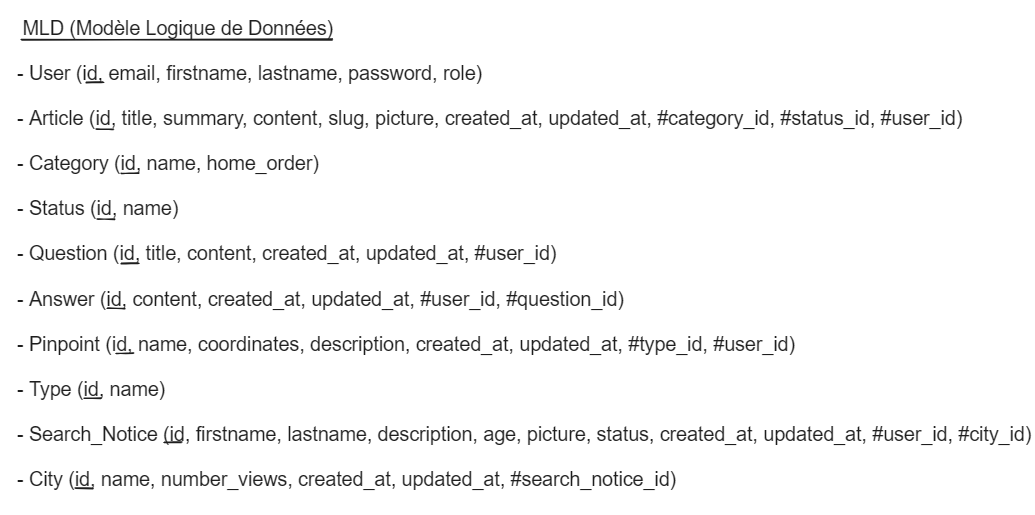 MLD (Modèle Logique de Données)
- User (id, email, firstname, lastname, password, role)
- Article (id, title, summary, content, slug, picture, created_at, updated_at, #category_id, #status_id, #user_id)
- Category (id, name, home_order)
- Status (id, name)
- Question (id, title, content, created_at, updated_at, #user_id)
- Answer (id, content, created_at, updated_at, #user_id, #question_id)
- Pinpoint (id, name, coordinates, description, created_at, updated_at, #type_id, #user_id)
- Type (id, name)
- Search_Notice (id, firstname, lastname, description, age, picture, status, created_at, updated_at, #user_id, #city_id)
- City (id, name, number_views, created_at, updated_at, #search_notice_id)